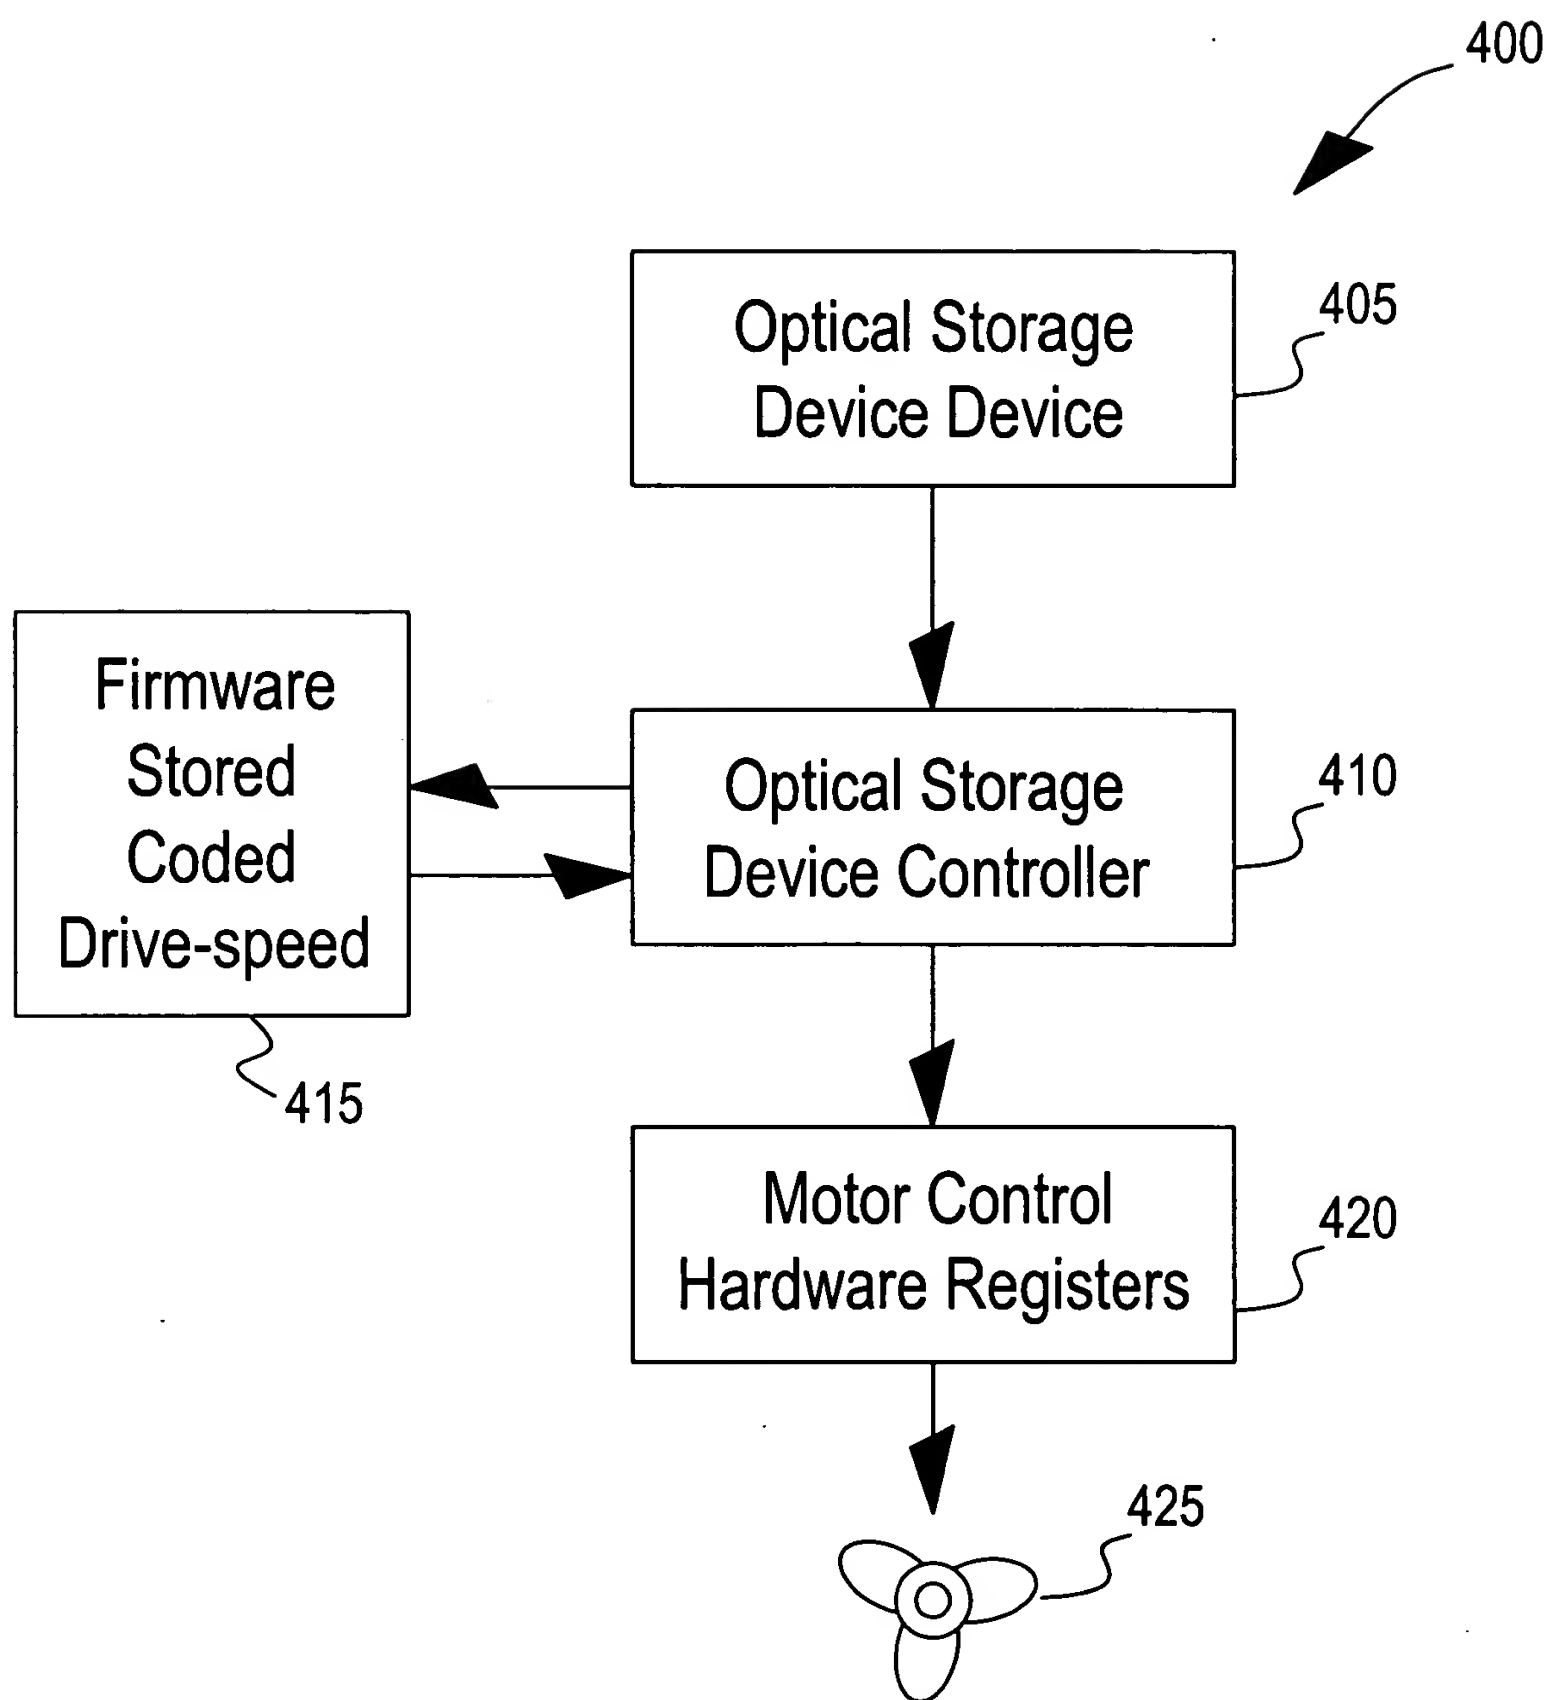 400
Optical Storage
Device Device
405
Firmware
Stored
Coded
Drive-speed
415
Optical Storage
Device Controller
410
Motor Control
Hardware Registers
420
425